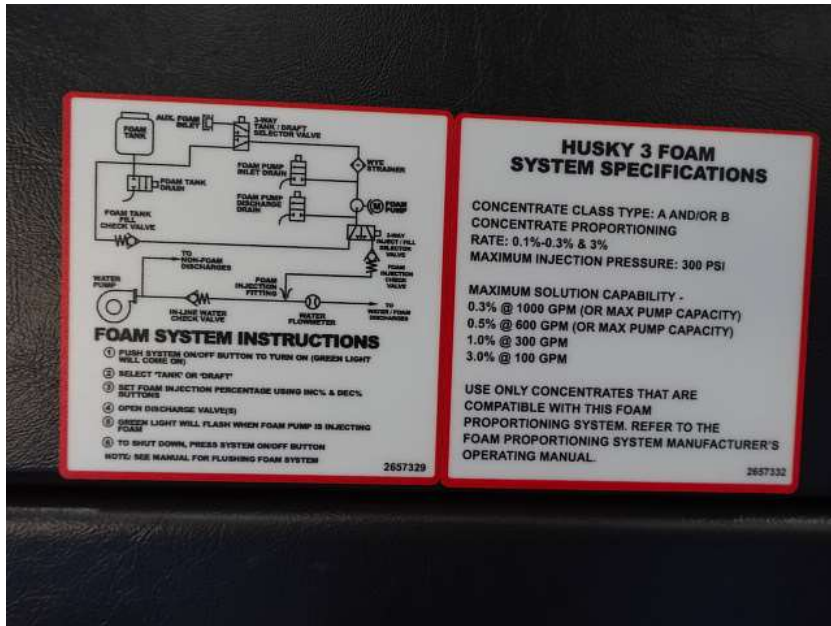 FOAM
TANK
AUX. FOAM
INLET
3-WAY
TANK / DRAFT
SELECTOR VALVE
FOAM TANK
DRAIN
FOAM PUMP
INLET DRAIN
WYE
STRAINER
FOAM PUMP
DISCHARGE
DRAIN
FOAM
PUMP
FOAM TANK
FILL
CHECK VALVE
3-WAY
INJECT / FILL
SELECTOR
VALVE
TO
NON-FOAM
DISCHARGES
FOAM
INJECTION
CHECK
VALVE
WATER
PUMP
FOAM
INJECTION
FITTING
IN-LINE WATER
CHECK VALVE
WATER
FLOWMETER
TO
WATER / FOAM
DISCHARGES
FOAM SYSTEM INSTRUCTIONS
1 PUSH SYSTEM ON/OFF BUTTON TO TURN ON (GREEN LIGHT
WILL COME ON)
2 SELECT 'TANK' OR 'DRAFT'
3 SET FOAM INJECTION PERCENTAGE USING INC% & DEC%
BUTTONS
4 OPEN DISCHARGE VALVE(S)
5 GREEN LIGHT WILL FLASH WHEN FOAM PUMP IS INJECTING
FOAM
6 TO SHUT DOWN, PRESS SYSTEM ON/OFF BUTTON
NOTE: SEE MANUAL FOR FLUSHING FOAM SYSTEM
2657329
HUSKY 3 FOAM
SYSTEM SPECIFICATIONS
CONCENTRATE CLASS TYPE: A AND/OR B
CONCENTRATE PROPORTIONING
RATE: 0.1%-0.3% & 3%
MAXIMUM INJECTION PRESSURE: 300 PSI
MAXIMUM SOLUTION CAPABILITY -
0.3% @ 1000 GPM (OR MAX PUMP CAPACITY)
0.5% @ 600 GPM (OR MAX PUMP CAPACITY)
1.0% @ 300 GPM
3.0% @ 100 GPM
USE ONLY CONCENTRATES THAT ARE
COMPATIBLE WITH THIS FOAM
PROPORTIONING SYSTEM. REFER TO THE
FOAM PROPORTIONING SYSTEM MANUFACTURER'S
OPERATING MANUAL.
2657332